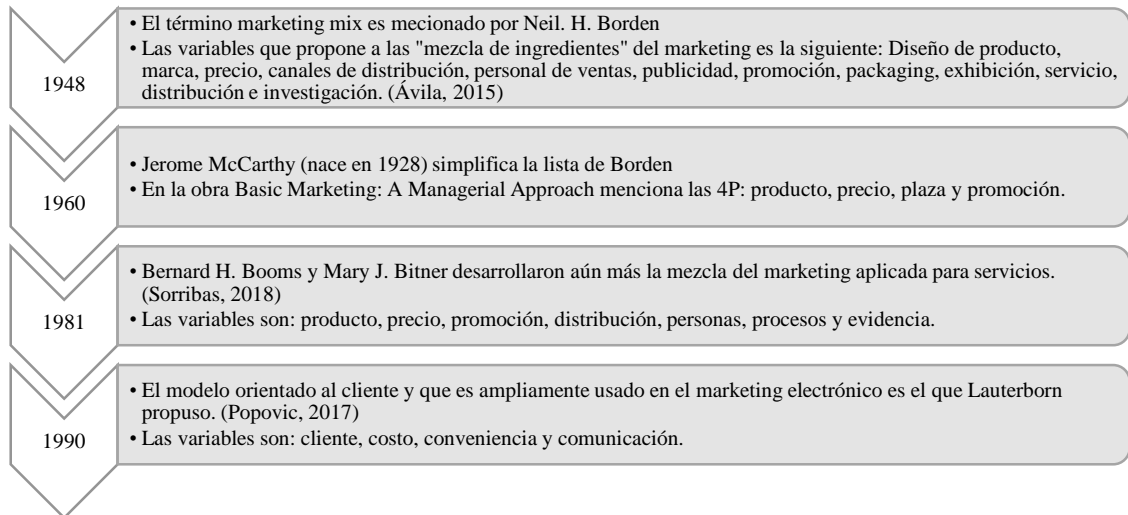 1948
• El término marketing mix es mecionado por Neil. H. Borden
• Las variables que propone a las "mezcla de ingredientes" del marketing es la siguiente: Diseño de producto,
marca, precio, canales de distribución, personal de ventas, publicidad, promoción, packaging, exhibición, servicio,
distribución e investigación. (Ávila, 2015)
1960
• Jerome McCarthy (nace en 1928) simplifica la lista de Borden
• En la obra Basic Marketing: A Managerial Approach menciona las 4P: producto, precio, plaza y promoción.
1981
• Bernard H. Booms y Mary J. Bitner desarrollaron aún más la mezcla del marketing aplicada para servicios.
(Sorribas, 2018)
• Las variables son: producto, precio, promoción, distribución, personas, procesos y evidencia.
1990
• El modelo orientado al cliente y que es ampliamente usado en el marketing electrónico es el que Lauterborn
propuso. (Popovic, 2017)
• Las variables son: cliente, costo, conveniencia y comunicación.